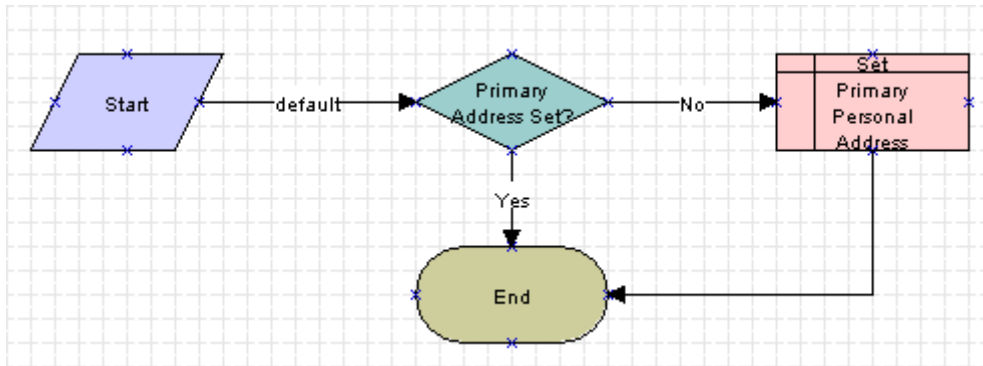 Start
default
Primary
Address Set?
No
Set
Primary
Personal
Address
Yes
End